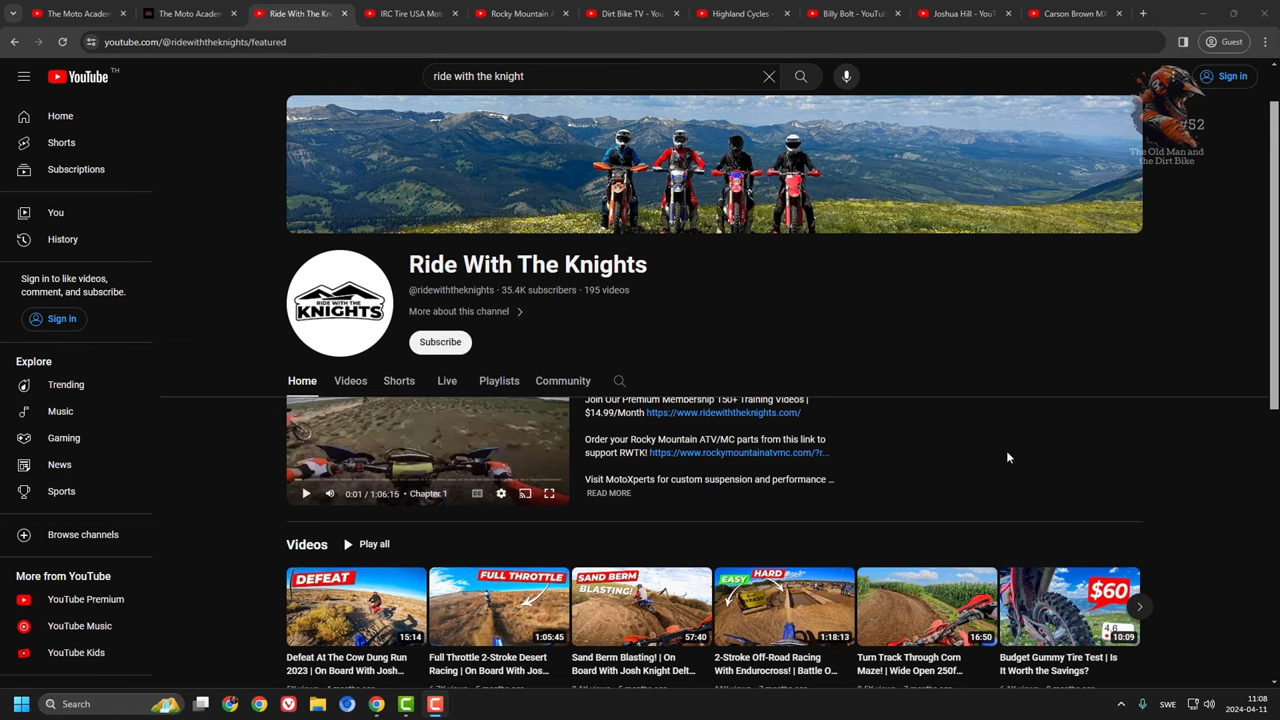 The Moto Academ
The Moto Acader
Ride With The Kn
IRC Tire USA Mot
Rocky Mountain A
Dirt Bike TV - You
Highland Cycles -
Billy Bolt - YouTu
Joshua Hill - YouT
Carson Brown MX
youtube.com/@ridewiththeknights/featured
Guest
YouTube TH
ride with the knight
Sign in
#52
The Old Man and
the Dirt Bike
Home
Shorts
Subscriptions
You
History
Sign in to like videos,
comment, and subscribe.
Sign in
Explore
Trending
Music
Gaming
News
Sports
Browse channels
More from YouTube
YouTube Premium
YouTube Music
YouTube Kids
RIDE WITH THE
KNIGHTS
Ride With The Knights
@ridewiththeknights · 35.4K subscribers · 195 videos
More about this channel
Subscribe
Home Videos Shorts Live Playlists Community
Join Our Premium Membership 150+ Training Videos |
$14.99/Month https://www.ridewiththeknights.com/
Order your Rocky Mountain ATV/MC parts from this link to
support RWTK! https://www.rockymountainatvmc.com/?r...
Visit MotoXperts for custom suspension and performance ...
READ MORE
0:01 / 1:06:15 • Chapter 1
Videos Play all
DEFEAT
15:14
Defeat At The Cow Dung Run
2023 | On Board With Josh...
FULL THROTTLE
1:05:45
Full Throttle 2-Stroke Desert
Racing | On Board With Jos...
SAND BERM
BLASTING!
57:40
Sand Berm Blasting! | On
Board With Josh Knight Delt...
EASY HARD
1:18:13
2-Stroke Off-Road Racing
With Endurocross! | Battle O...
16:50
Turn Track Through Corn
Maze! | Wide Open 250f...
$60
4.6
10:09
Budget Gummy Tire Test | Is
It Worth the Savings?
Search
SWE
11:08
2024-04-11